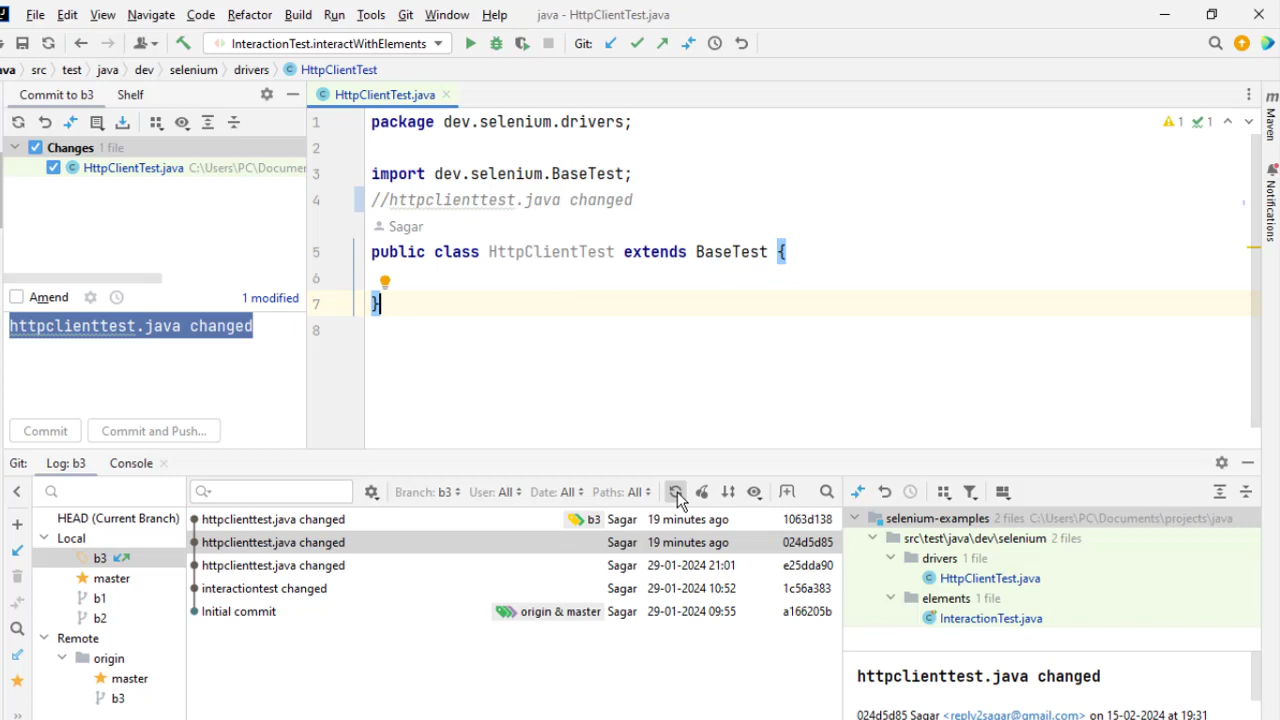 File Edit View Navigate Code Refactor Build Run Tools Git Window Help java - HttpClientTest.java
InteractionTest.interactWithElements Git:
src test java dev selenium drivers HttpClientTest
Commit to b3 Shelf
Changes 1 file
HttpClientTest.java C:\Users\PC\Documen
Amend 1 modified
httpclienttest.java changed
Commit Commit and Push...
HttpClientTest.java
1 package dev.selenium.drivers; 1 1
2
3 import dev.selenium.BaseTest;
4 //httpclienttest.java changed
Sagar
5 public class HttpClientTest extends BaseTest {
6
7 }
8
m Maven
Notifications
Git: Log: b3 Console
Branch: b3 User: All Date: All Paths: All
HEAD (Current Branch)
Local
b3
master
b1
b2
Remote
origin
master
b3
httpclienttest.java changed b3 Sagar 19 minutes ago 1063d138
httpclienttest.java changed Sagar 19 minutes ago 024d5d85
httpclienttest.java changed Sagar 29-01-2024 21:01 e25dda90
interactiontest changed Sagar 29-01-2024 10:52 1c56a383
Initial commit origin & master Sagar 29-01-2024 09:55 a166205b
selenium-examples 2 files C:\Users\PC\Documents\projects\java
src\test\java\dev\selenium 2 files
drivers 1 file
HttpClientTest.java
elements 1 file
InteractionTest.java
httpclienttest.java changed
024d5d85 Sagar <reply2sagar@gmail.com> on 15-02-2024 at 19:31